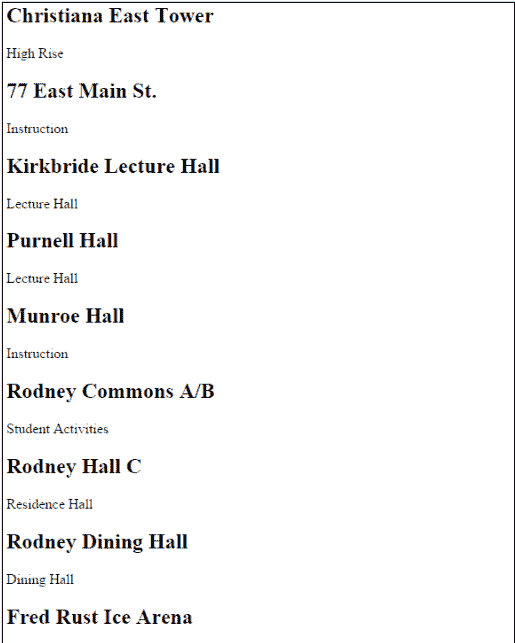 Christiana East Tower
High Rise
77 East Main St.
Instruction
Kirkbride Lecture Hall
Lecture Hall
Purnell Hall
Lecture Hall
Munroe Hall
Instruction
Rodney Commons A/B
Student Activities
Rodney Hall C
Residence Hall
Rodney Dining Hall
Dining Hall
Fred Rust Ice Arena